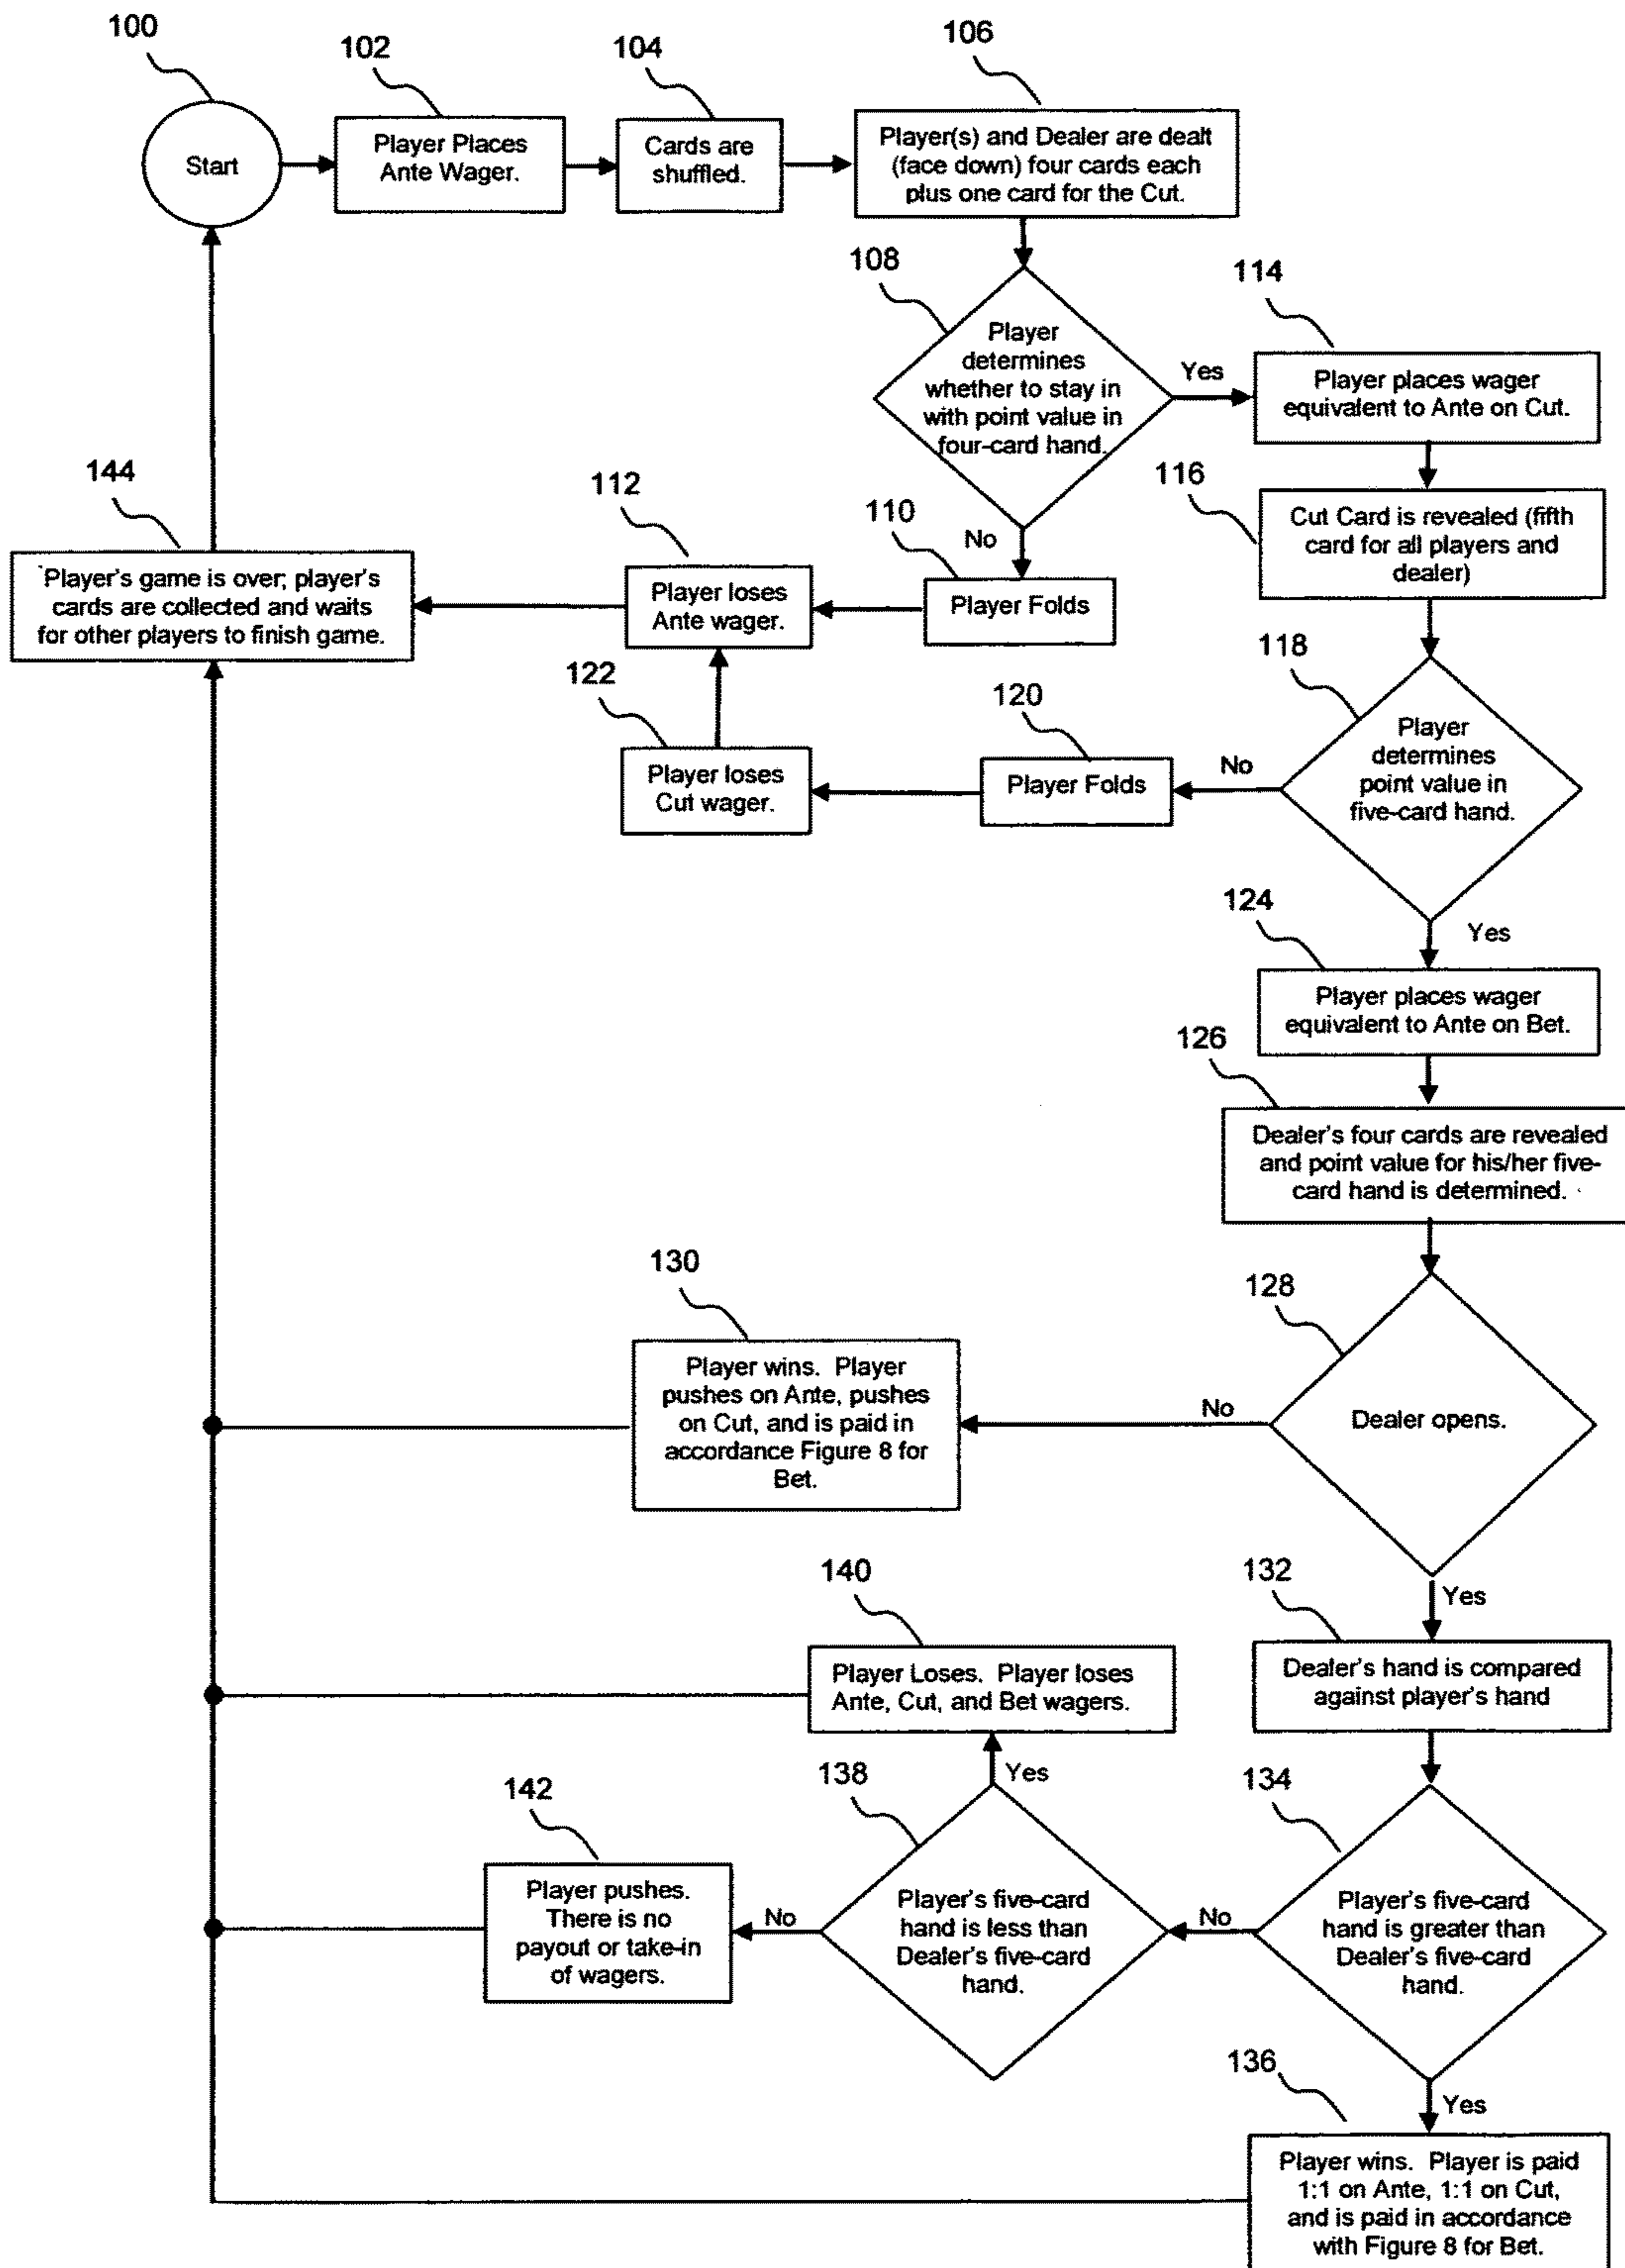 100
102
104
106
Start
Player Places
Ante Wager.
Cards are
shuffled.
Player(s) and Dealer are dealt
(face down) four cards each
plus one card for the Cut.
108
Player
determines
whether to stay in
with point value in
four-card hand.
Yes
114
Player places wager
equivalent to Ante on Cut.
No
116
Cut Card is revealed (fifth
card for all players and
dealer)
110
Player Folds
112
Player loses
Ante wager.
144
Player's game is over; player's
cards are collected and waits
for other players to finish game.
118
Player
determines
point value in
five-card hand.
No
120
Player Folds
122
Player loses
Cut wager.
Yes
124
Player places wager
equivalent to Ante on Bet.
126
Dealer's four cards are revealed
and point value for his/her five-
card hand is determined.
128
Dealer opens.
No
130
Player wins. Player
pushes on Ante, pushes
on Cut, and is paid in
accordance Figure 8 for
Bet.
Yes
132
Dealer's hand is compared
against player's hand
134
Player's five-card
hand is greater than
Dealer's five-card
hand.
No
138
Player's five-card
hand is less than
Dealer's five-card
hand.
Yes
140
Player Loses. Player loses
Ante, Cut, and Bet wagers.
No
142
Player pushes.
There is no
payout or take-in
of wagers.
Yes
136
Player wins. Player is paid
1:1 on Ante, 1:1 on Cut,
and is paid in accordance
with Figure 8 for Bet.